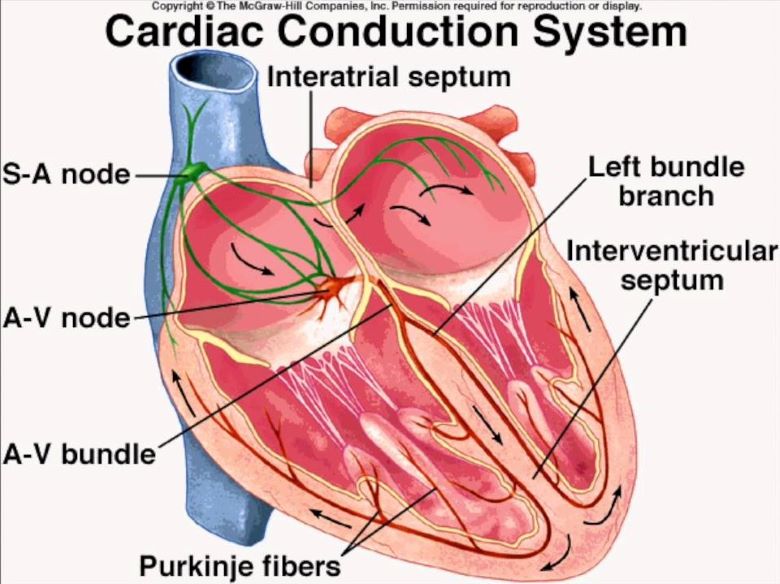 Copyright © The McGraw-Hill Companies, Inc. Permission required for reproduction or display.
Cardiac Conduction System
Interatrial septum
S-A node
Left bundle
branch
Interventricular
septum
A-V node
A-V bundle
Purkinje fibers